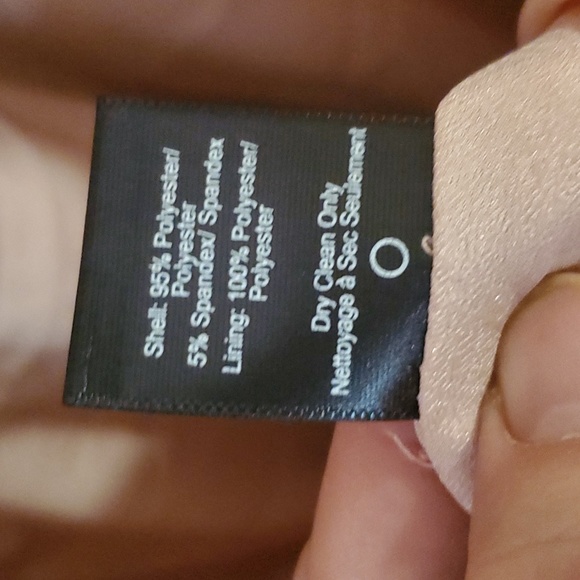 Shell: 95% Polyester/
Polyester
5% Spandex/ Spandex
Lining: 100% Polyester/
Polyester
Dry Clean Only
Nettoyage à Sec Seulement